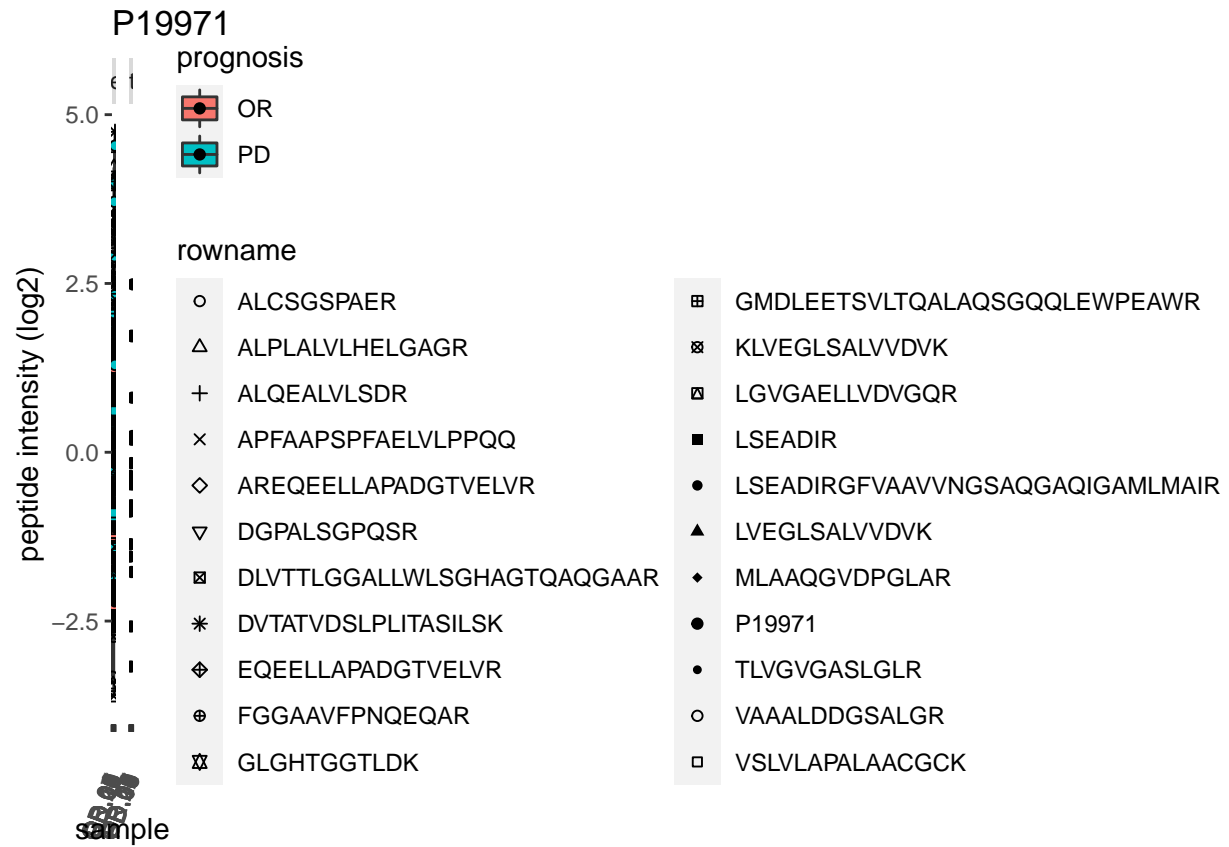 P19971
prognosis
OR
PD
5.0
2.5
0.0
−2.5
peptide intensity (log2)
sample
rowname
ALCSGSPAER
ALPLALVLHELGAGR
ALQEALVLSDR
APFAAPSPFAELVLPPQQ
AREQEELLAPADGTVELVR
DGPALSGPQSR
DLVTTLGGALLWLSGHAGTQAQGAAR
DVTATVDSLPLITASILSK
EQEELLAPADGTVELVR
FGGAAVFPNQEQAR
GLGHTGGTLDK
GMDLEETSVLTQALAQSGQQLEWPEAWR
KLVEGLSALVVDVK
LGVGAELLVDVGQR
LSEADIR
LSEADIRGFVAAVVNGSAQGAQIGAMLMAIR
LVEGLSALVVDVK
MLAAQGVDPGLAR
P19971
TLVGVGASLGLR
VAAALDDGSALGR
VSLVLAPALAACGCK